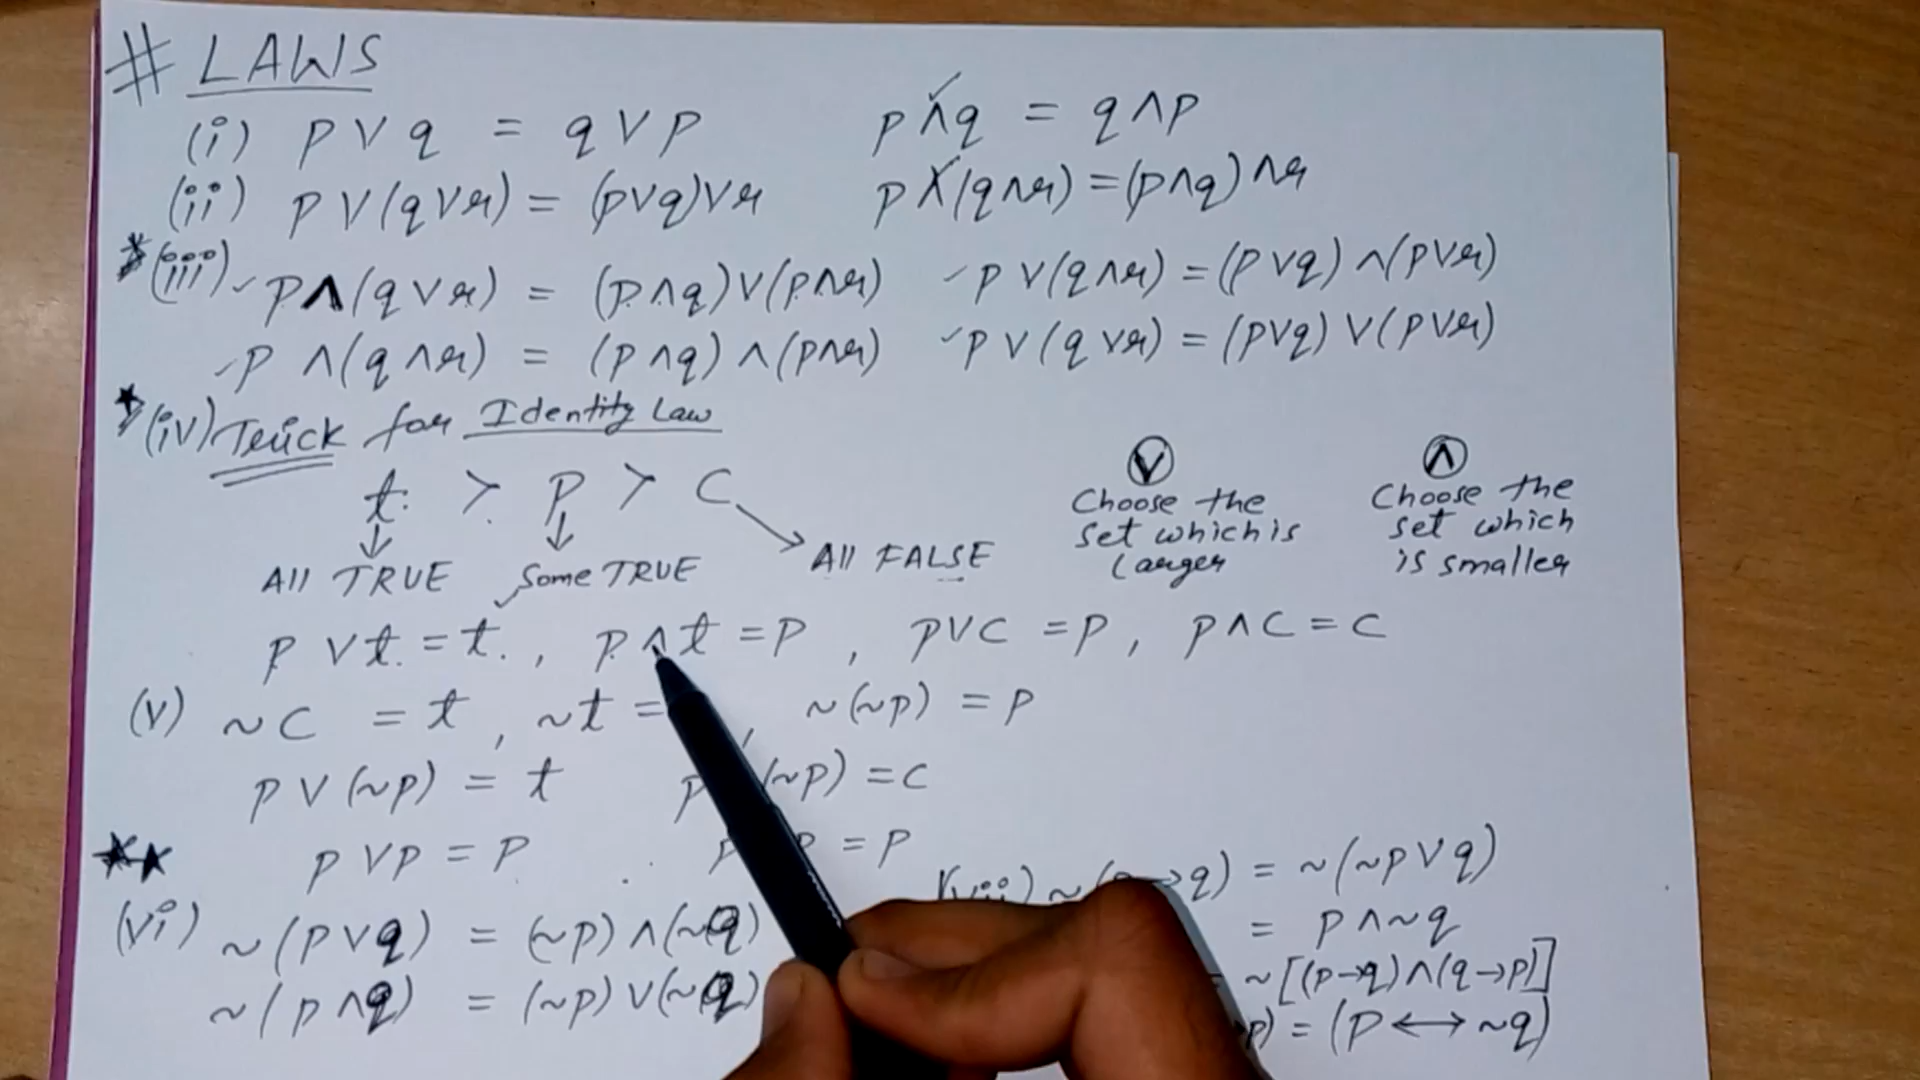 # LAWS
(i) p ∨ q = q ∨ p p ∧ q = q ∧ p
(ii) p ∨ (q ∨ r) = (p ∨ q) ∨ r p ∧ (q ∧ r) = (p ∧ q) ∧ r
(iii) p ∧ (q ∨ r) = (p ∧ q) ∨ (p ∧ r) p ∨ (q ∧ r) = (p ∨ q) ∧ (p ∨ r)
p ∧ (q ∧ r) = (p ∧ q) ∧ (p ∧ r) p ∨ (q ∨ r) = (p ∨ q) ∨ (p ∨ r)
(iv) Trick for Identity Law
t > p > C
All TRUE Some TRUE All FALSE
∨
Choose the
set which is
Larger
∧
Choose the
set which
is smaller
p ∨ t = t, p ∧ t = p, p ∨ C = p, p ∧ C = C
(v) ~C = t, ~t = , ~(~p) = p
p ∨ (~p) = t p (~p) = C
p ∨ p = p p p = p
(vi) ~(p ∨ q) = (~p) ∧ (~q)
~(p ∧ q) = (~p) ∨ (~q)
(vii) ~( → q) = ~(~p ∨ q)
= p ∧ ~q
= ~[(p → q) ∧ (q → p)]
p) = (p ↔ ~q)